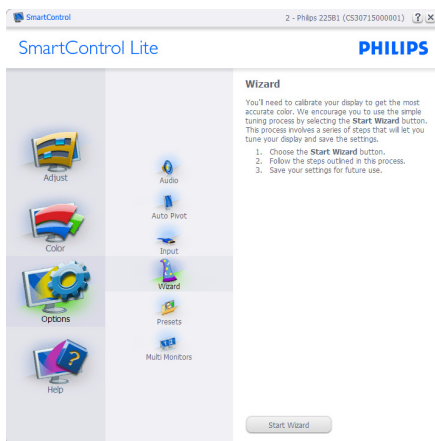 SmartControl
2 - Philips 225B1 (CS30715000001)
SmartControl Lite
PHILIPS
Adjust
Color
Options
Help
Audio
Auto Pivot
Input
Wizard
Presets
Multi Monitors
Wizard
You'll need to calibrate your display to get the most
accurate color. We encourage you to use the simple
tuning process by selecting the Start Wizard button.
This process involves a series of steps that will let you
tune your display and save the settings.
1. Choose the Start Wizard button.
2. Follow the steps outlined in this process.
3. Save your settings for future use.
Start Wizard